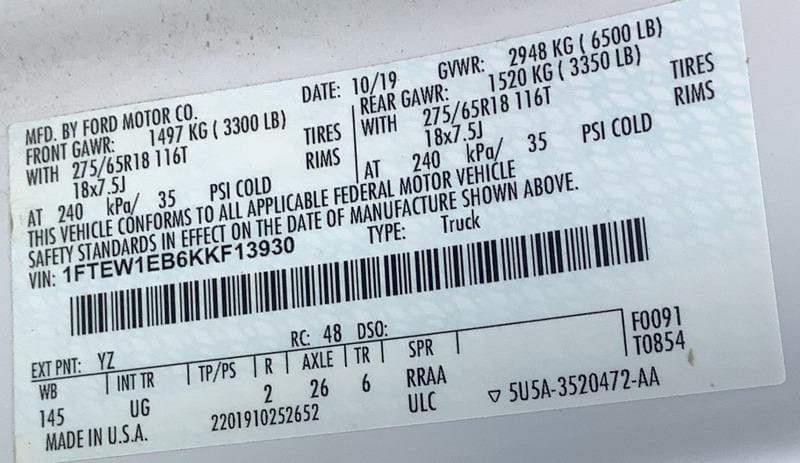 MFD. BY FORD MOTOR CO.
DATE: 10/19 GVWR: 2948 KG ( 6500 LB)
FRONT GAWR: 1497 KG ( 3300 LB)
REAR GAWR: 1520 KG ( 3350 LB)
WITH 275/65R18 116T TIRES
WITH 275/65R18 116T TIRES
18x7.5J RIMS
18x7.5J RIMS
AT 240 kPa/ 35 PSI COLD
AT 240 kPa/ 35 PSI COLD
THIS VEHICLE CONFORMS TO ALL APPLICABLE FEDERAL MOTOR VEHICLE
SAFETY STANDARDS IN EFFECT ON THE DATE OF MANUFACTURE SHOWN ABOVE.
VIN: 1FTEW1EB6KKF13930 TYPE: Truck
EXT PNT: YZ RC: 48 DSO: F0091
WB INT TR TP/PS R AXLE TR SPR T0854
145 UG 2 26 6 RRAA
MADE IN U.S.A. 2201910252652 ULC ▽ 5U5A-3520472-AA